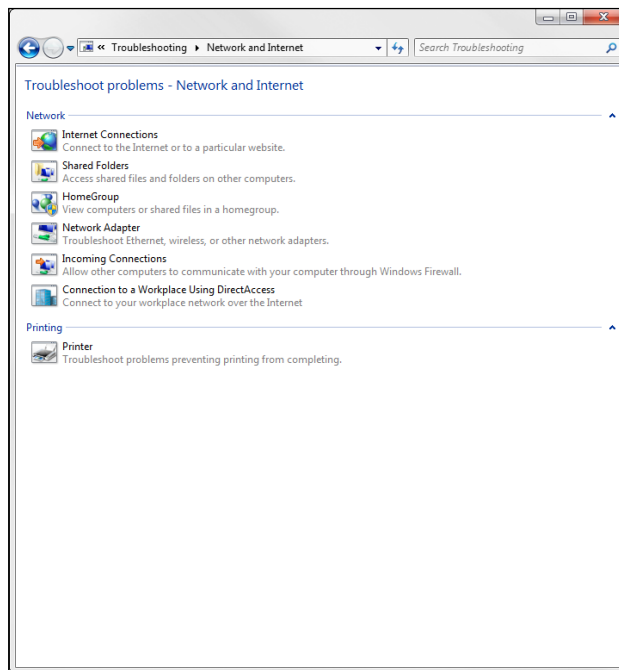 « Troubleshooting Network and Internet Search Troubleshooting
Troubleshoot problems - Network and Internet
Network
Internet Connections
Connect to the Internet or to a particular website.
Shared Folders
Access shared files and folders on other computers.
HomeGroup
View computers or shared files in a homegroup.
Network Adapter
Troubleshoot Ethernet, wireless, or other network adapters.
Incoming Connections
Allow other computers to communicate with your computer through Windows Firewall.
Connection to a Workplace Using DirectAccess
Connect to your workplace network over the Internet
Printing
Printer
Troubleshoot problems preventing printing from completing.